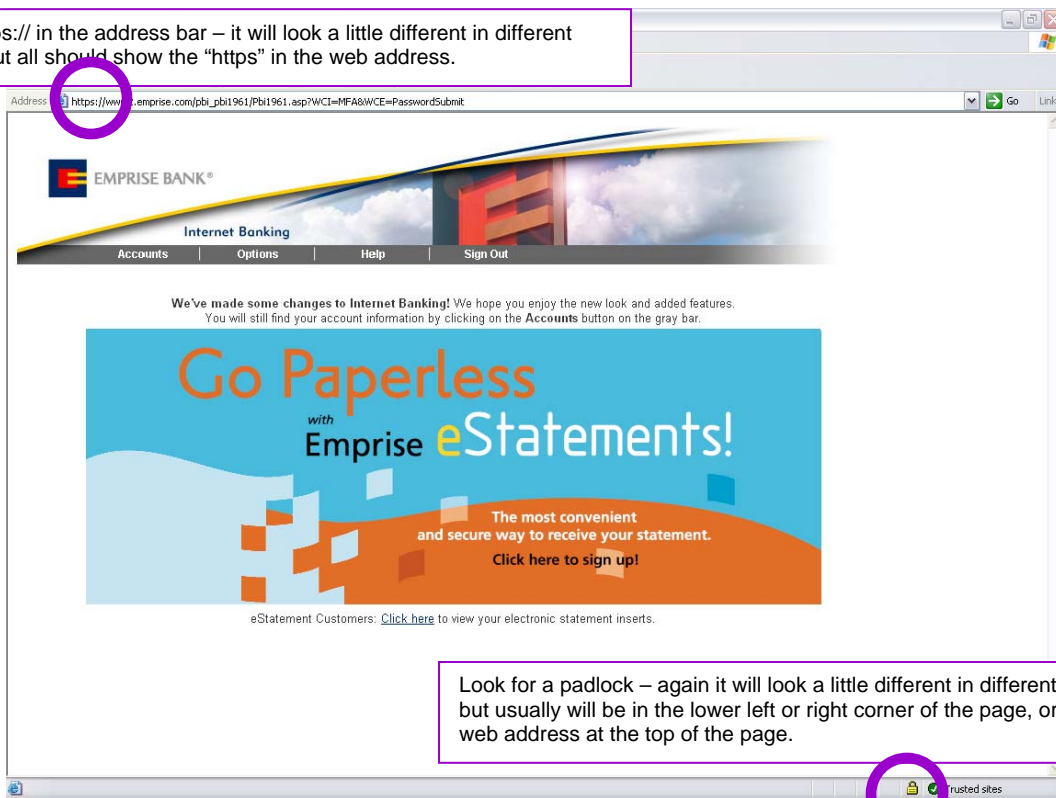 s:// in the address bar – it will look a little different in different
ut all should show the “https” in the web address.
Address
https://www.emprise.com/pbi_pbi1961/Pbi1961.asp?WCI=MFA&WCE=PasswordSubmit
Go
Link
EMPRISE BANK®
Internet Banking
Accounts | Options | Help | Sign Out
We've made some changes to Internet Banking! We hope you enjoy the new look and added features.
You will still find your account information by clicking on the Accounts button on the gray bar.
Go Paperless
with
Emprise eStatements!
The most convenient
and secure way to receive your statement.
Click here to sign up!
eStatement Customers: Click here to view your electronic statement inserts.
Look for a padlock – again it will look a little different in different
but usually will be in the lower left or right corner of the page, or
web address at the top of the page.
Trusted sites